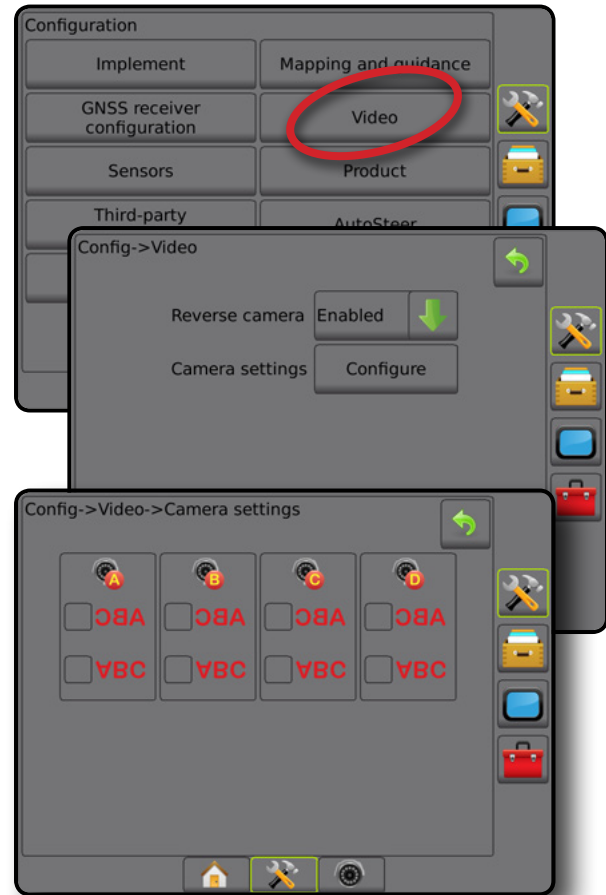 Configuration
Implement
Mapping and guidance
GNSS receiver
configuration
Video
Sensors
Product
Third-party
AutoSteer
Config->Video
Reverse camera
Enabled
Camera settings
Configure
Config->Video->Camera settings
A
B
C
D
ABC
ABC
ABC
ABC
ABC
ABC
ABC
ABC